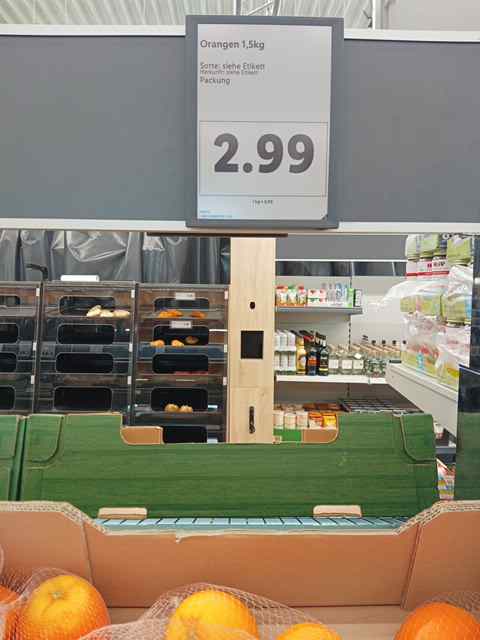 Orangen 1,5kg
Sorte: siehe Etikett
Herkunft: siehe Etikett
Packung
2.99